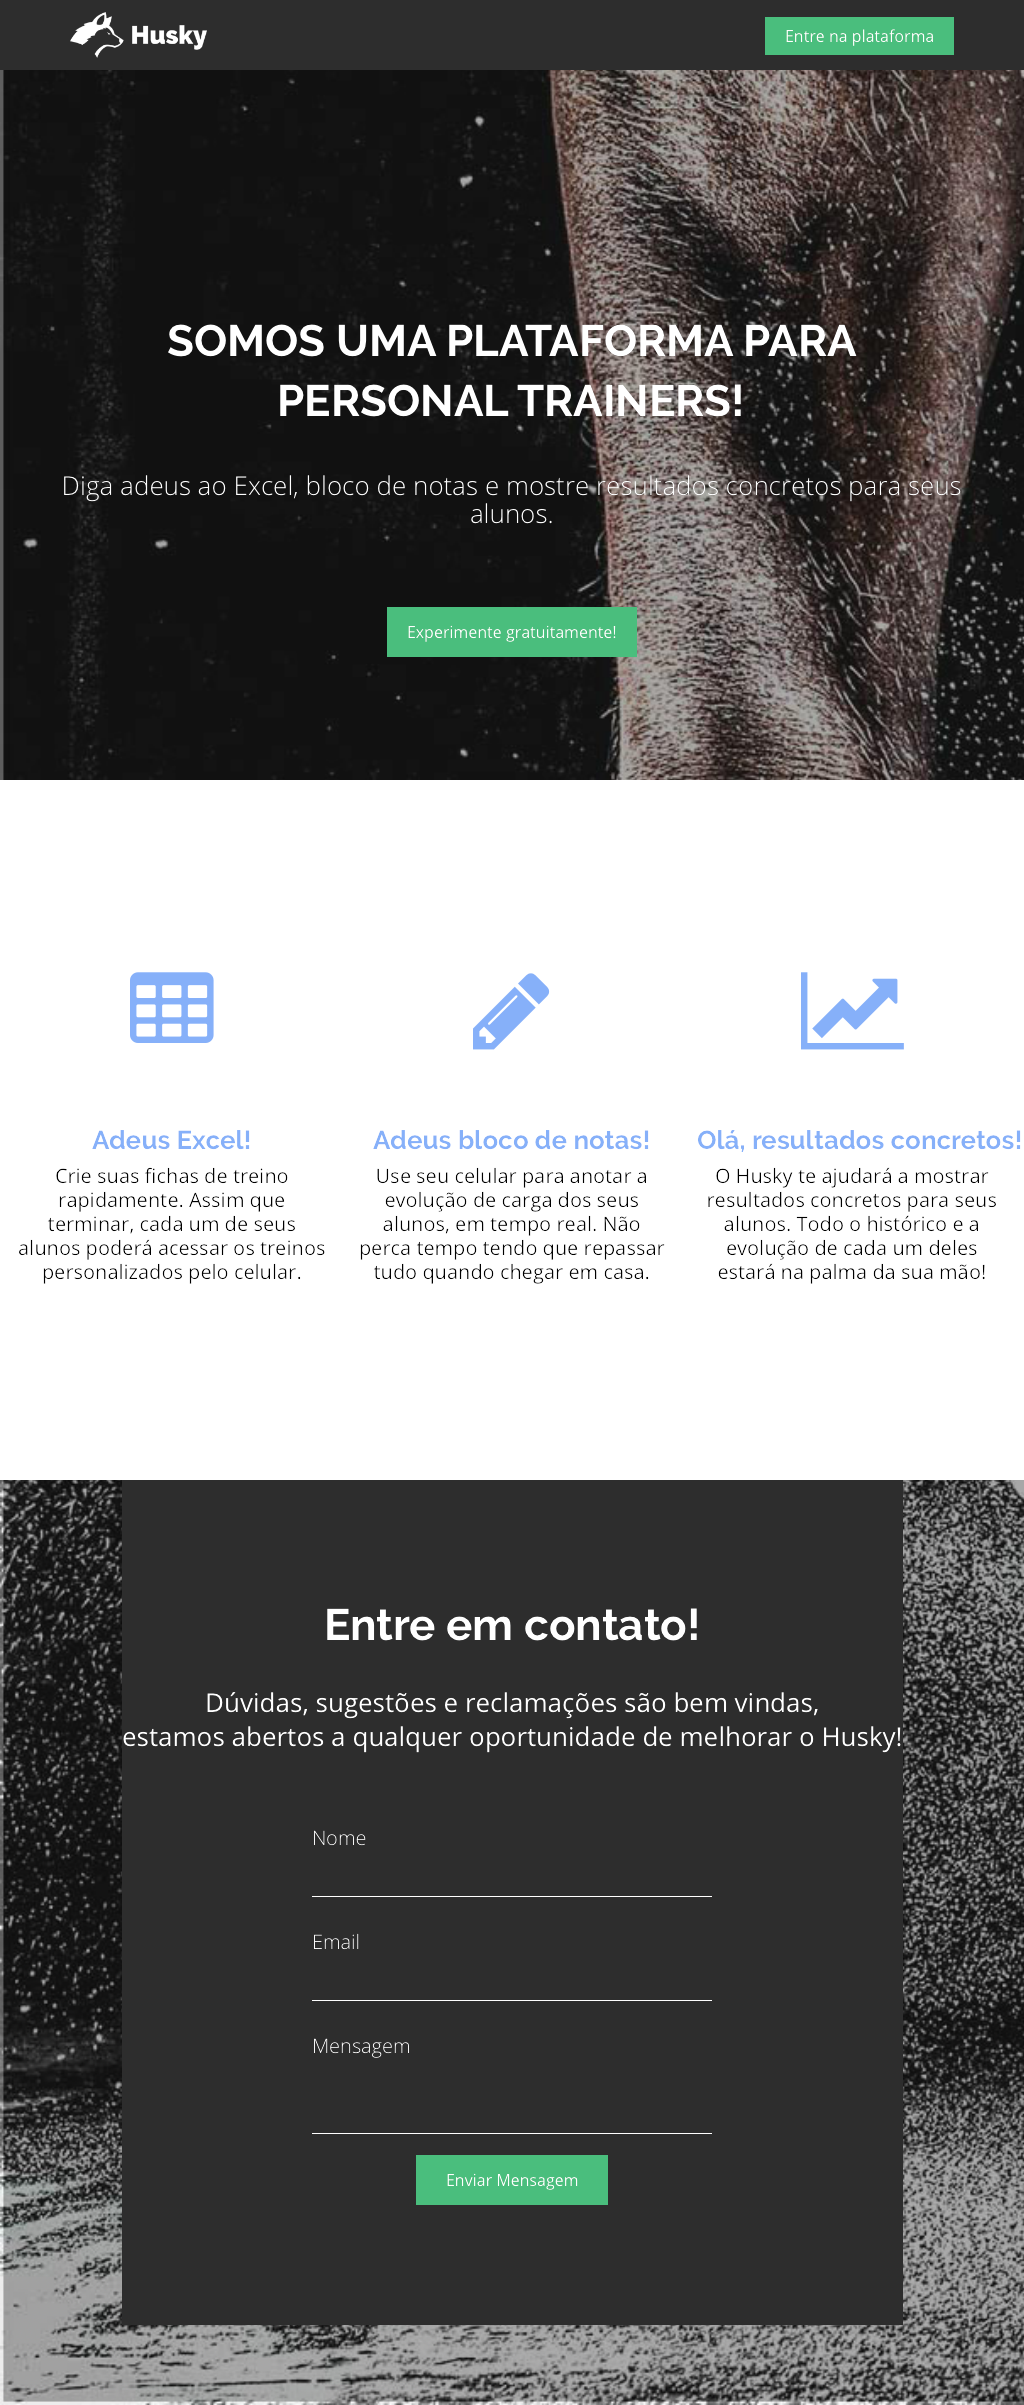 Husky
Entre na plataforma
SOMOS UMA PLATAFORMA PARA
PERSONAL TRAINERS!
Diga adeus ao Excel, bloco de notas e mostre resultados concretos para seus
alunos.
Experimente gratuitamente!
Adeus Excel!
Crie suas fichas de treino
rapidamente. Assim que
terminar, cada um de seus
alunos poderá acessar os treinos
personalizados pelo celular.
Adeus bloco de notas!
Use seu celular para anotar a
evolução de carga dos seus
alunos, em tempo real. Não
perca tempo tendo que repassar
tudo quando chegar em casa.
Olá, resultados concretos!
O Husky te ajudará a mostrar
resultados concretos para seus
alunos. Todo o histórico e a
evolução de cada um deles
estará na palma da sua mão!
Entre em contato!
Dúvidas, sugestões e reclamações são bem vindas,
estamos abertos a qualquer oportunidade de melhorar o Husky!
Nome
Email
Mensagem
Enviar Mensagem